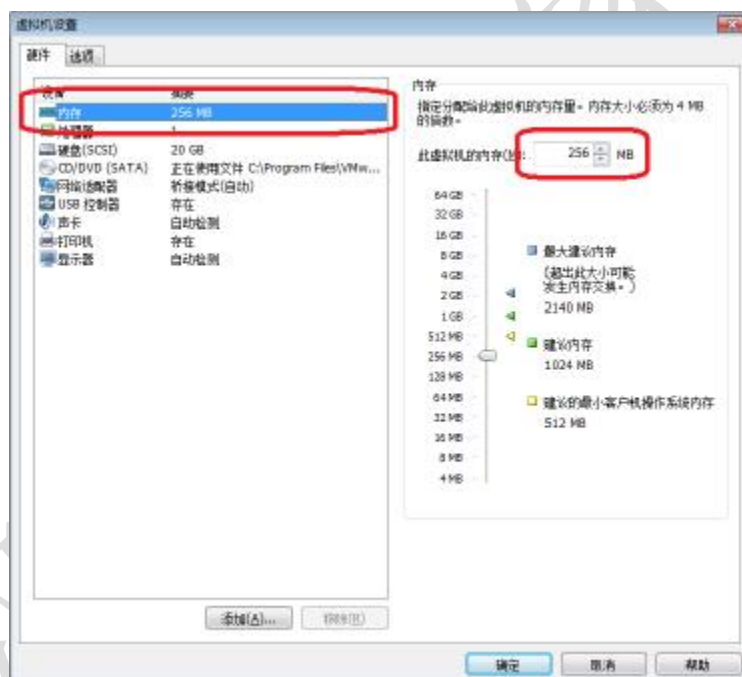 虚拟机设置
硬件 选项
设备 摘要
内存 256 MB
处理器 1
硬盘(SCSI) 20 GB
CD/DVD (SATA) 正在使用文件 C:\Program Files\VMw...
网络适配器 桥接模式(自动)
USB 控制器 存在
声卡 自动检测
打印机 存在
显示器 自动检测
添加(A)... 移除(R)
内存
指定分配给此虚拟机的内存量。内存大小必须为 4 MB
的倍数。
此虚拟机的内存(M): 256 MB
64 GB
32 GB
16 GB
8 GB
4 GB
2 GB
1 GB
512 MB
256 MB
128 MB
64 MB
32 MB
16 MB
8 MB
4 MB
最大建议内存
(超出此大小可能
发生内存交换。)
2140 MB
建议内存
1024 MB
建议的最小客户机操作系统内存
512 MB
确定 取消 帮助